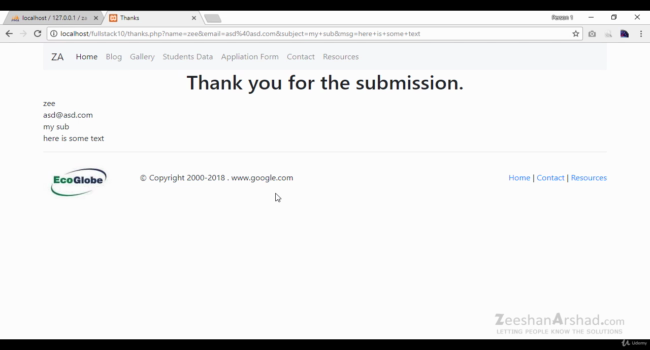 localhost / 127.0.0.1 / za
Thanks
localhost/fullstack10/thanks.php?name=zee&email=asd%40asd.com&subject=my+sub&msg=here+is+some+text
ZA Home Blog Gallery Students Data Appliation Form Contact Resources
Thank you for the submission.
zee
asd@asd.com
my sub
here is some text
EcoGlobe
© Copyright 2000-2018 . www.google.com
Home | Contact | Resources
ZeeshanArshad.com
LETTING PEOPLE KNOW THE SOLUTIONS
Udemy